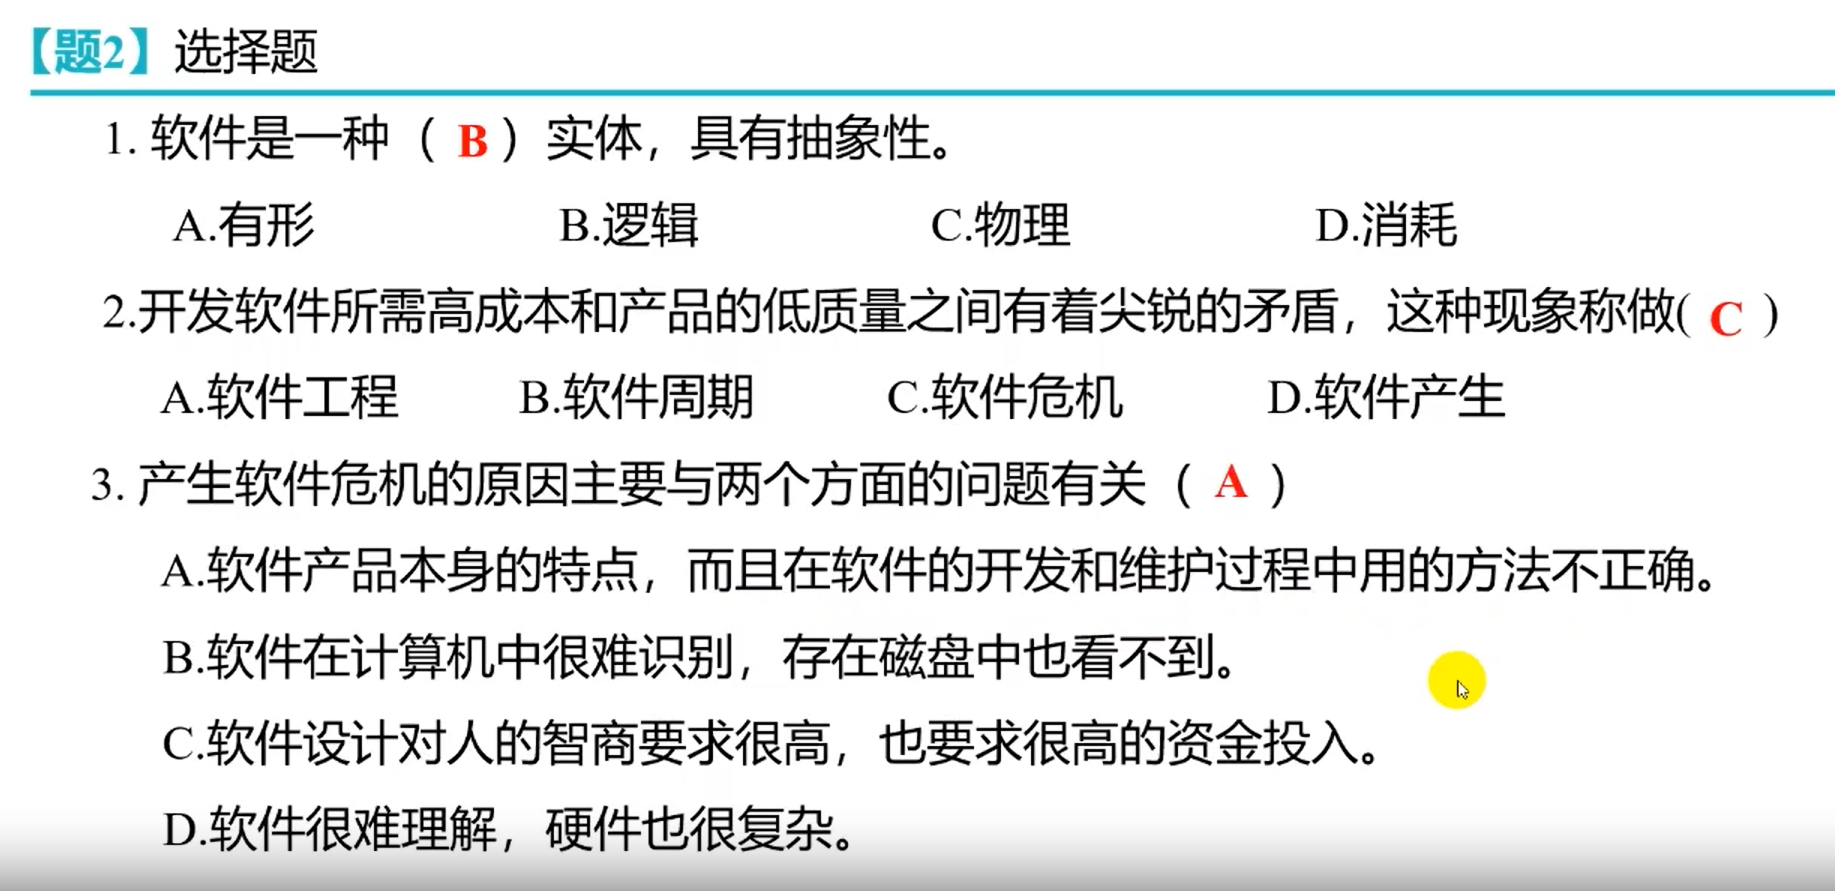 【题2】选择题
1. 软件是一种（ B ）实体，具有抽象性。
A.有形 B.逻辑 C.物理 D.消耗
2.开发软件所需高成本和产品的低质量之间有着尖锐的矛盾，这种现象称做( C )
A.软件工程 B.软件周期 C.软件危机 D.软件产生
3. 产生软件危机的原因主要与两个方面的问题有关（ A ）
A.软件产品本身的特点，而且在软件的开发和维护过程中用的方法不正确。
B.软件在计算机中很难识别，存在磁盘中也看不到。
C.软件设计对人的智商要求很高，也要求很高的资金投入。
D.软件很难理解，硬件也很复杂。